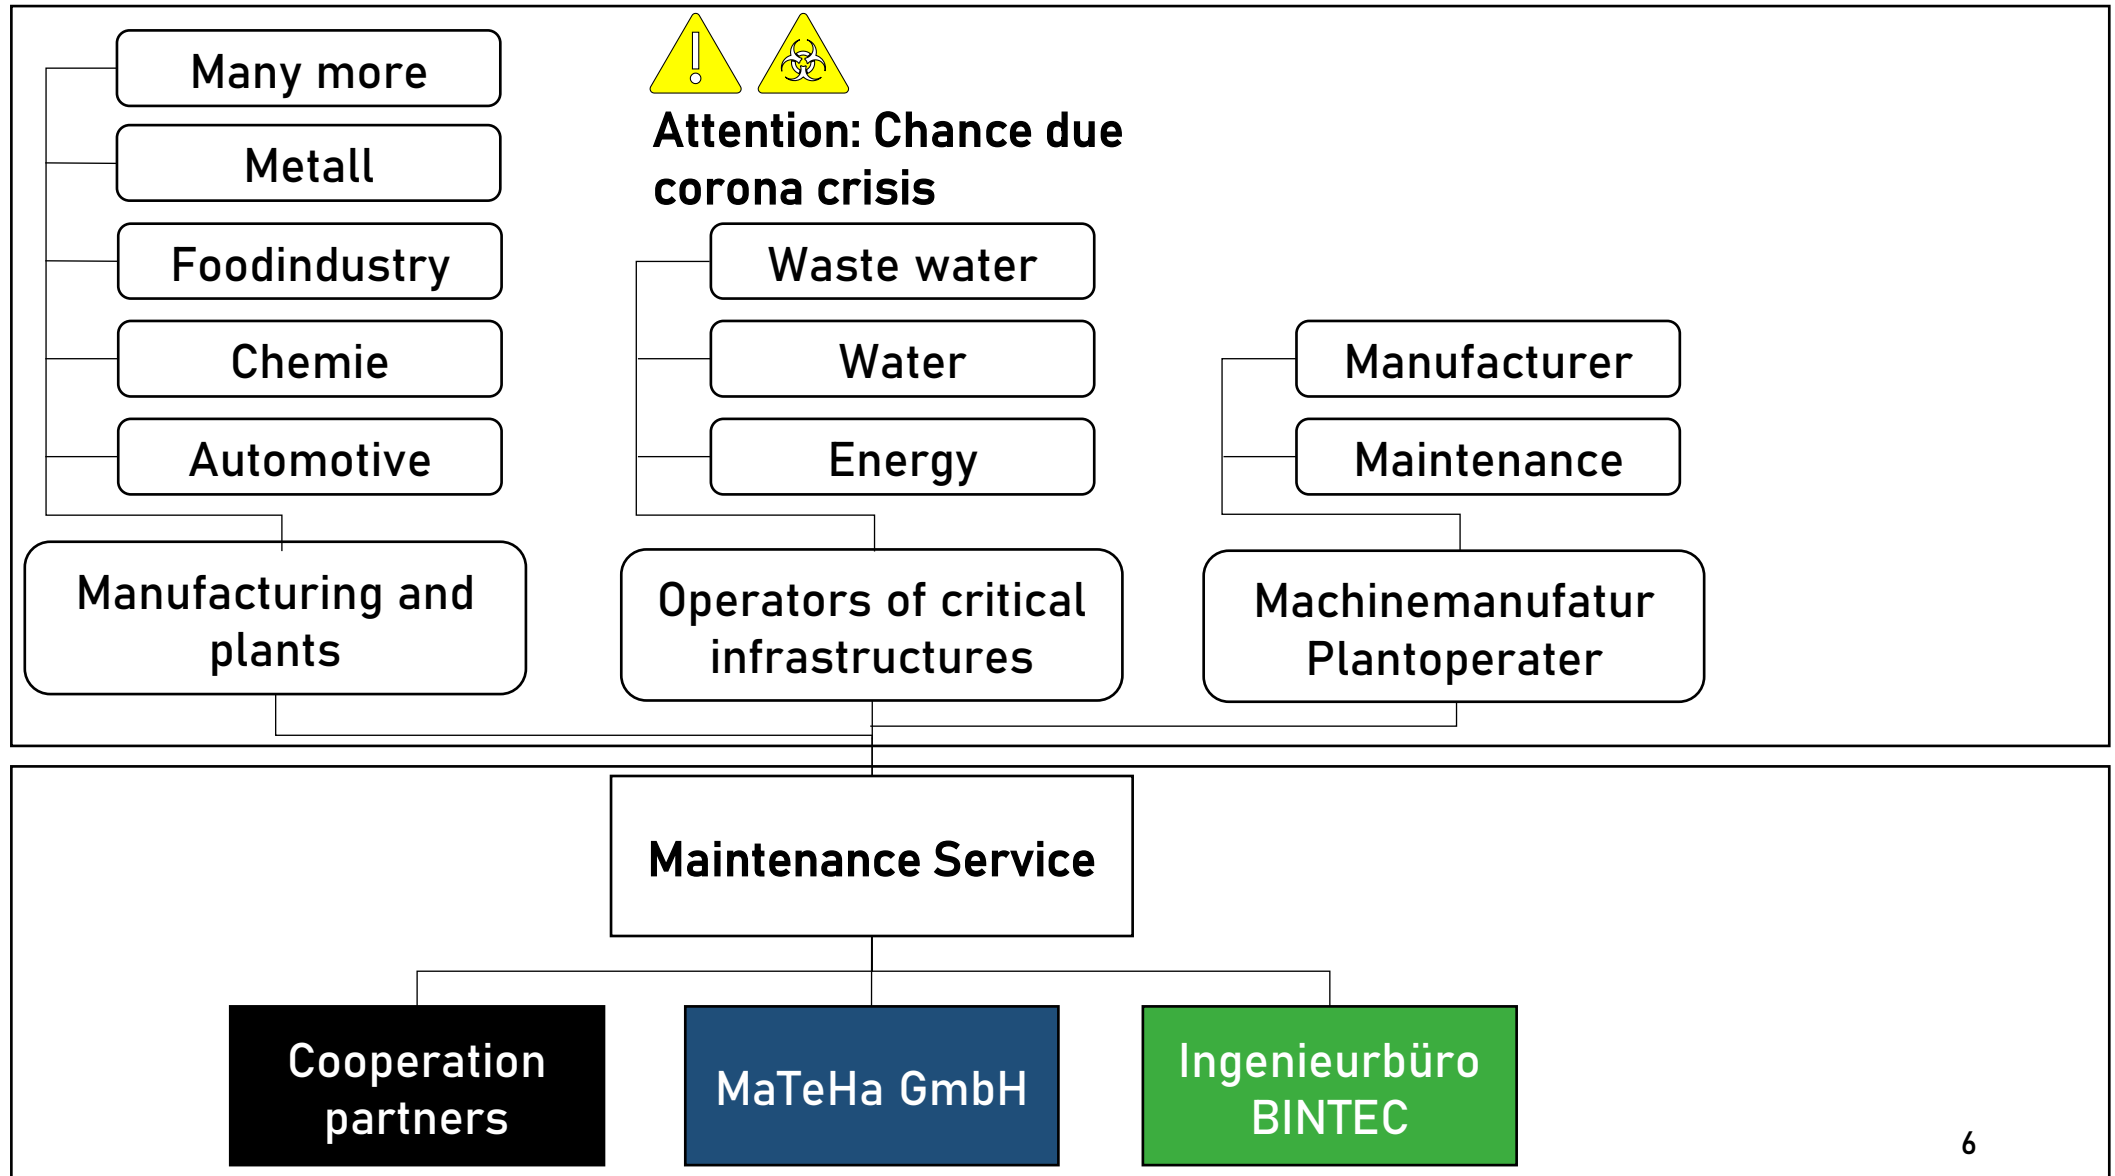 Many more
Metall
Foodindustry
Chemie
Automotive
Manufacturing and
plants
Attention: Chance due
corona crisis
Waste water
Water
Energy
Operators of critical
infrastructures
Manufacturer
Maintenance
Machinemanufatur
Plantoperater
Maintenance Service
Cooperation
partners
MaTeHa GmbH
Ingenieurbüro
BINTEC
6